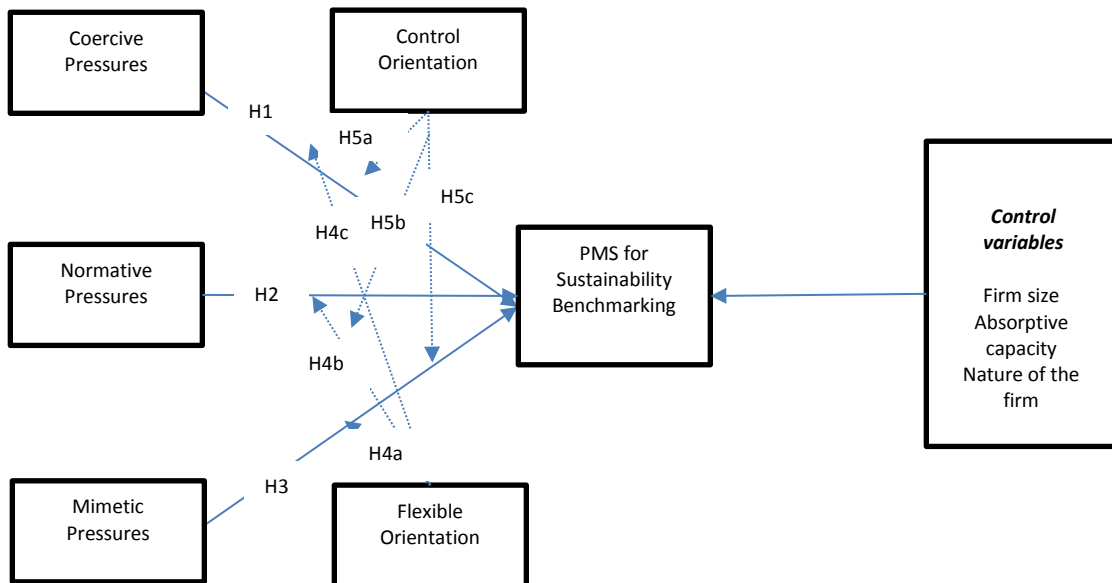 Coercive
Pressures
Control
Orientation
H1
H5a
H5c
H5b
H4c
Normative
Pressures
H2
PMS for
Sustainability
Benchmarking
Control
variables
Firm size
Absorptive
capacity
Nature of the
firm
H4b
H4a
H3
Mimetic
Pressures
Flexible
Orientation